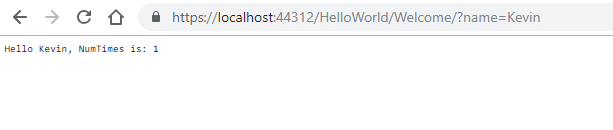 https://localhost:44312/HelloWorld/Welcome/?name=Kevin
Hello Kevin, NumTimes is: 1